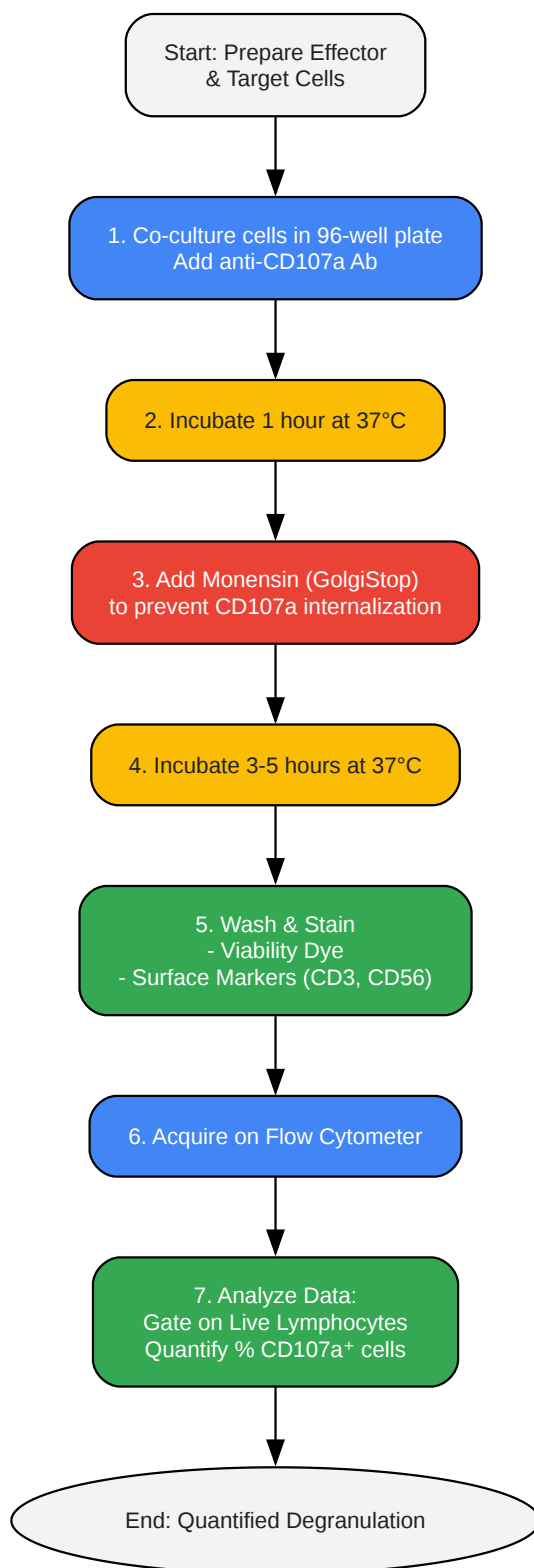 Start: Prepare Effector
& Target Cells
1. Co-culture cells in 96-well plate
Add anti-CD107a Ab
2. Incubate 1 hour at 37°C
3. Add Monensin (GolgiStop)
to prevent CD107a internalization
4. Incubate 3-5 hours at 37°C
5. Wash & Stain
- Viability Dye
- Surface Markers (CD3, CD56)
6. Acquire on Flow Cytometer
7. Analyze Data:
Gate on Live Lymphocytes
Quantify % CD107a⁺ cells
End: Quantified Degranulation